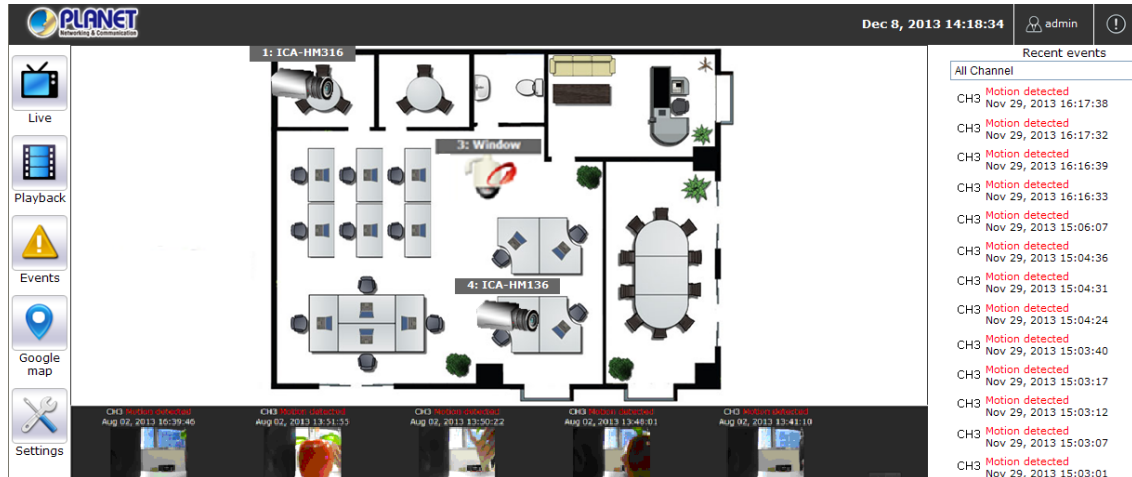 PLANET
Networking & Communication
Dec 8, 2013 14:18:34
admin
Live
Playback
Events
Google
map
Settings
1: ICA-HM316
3: Window
4: ICA-HM136
Recent events
All Channel
CH3 Motion detected
Nov 29, 2013 16:17:38
CH3 Motion detected
Nov 29, 2013 16:17:32
CH3 Motion detected
Nov 29, 2013 16:16:39
CH3 Motion detected
Nov 29, 2013 16:16:33
CH3 Motion detected
Nov 29, 2013 15:06:07
CH3 Motion detected
Nov 29, 2013 15:04:36
CH3 Motion detected
Nov 29, 2013 15:04:31
CH3 Motion detected
Nov 29, 2013 15:04:24
CH3 Motion detected
Nov 29, 2013 15:03:40
CH3 Motion detected
Nov 29, 2013 15:03:17
CH3 Motion detected
Nov 29, 2013 15:03:12
CH3 Motion detected
Nov 29, 2013 15:03:07
CH3 Motion detected
Nov 29, 2013 15:03:01
CH3 Motion detected
Aug 02, 2013 16:39:46
CH3 Motion detected
Aug 02, 2013 13:51:55
CH3 Motion detected
Aug 02, 2013 13:50:22
CH3 Motion detected
Aug 02, 2013 13:48:01
CH3 Motion detected
Aug 02, 2013 13:41:10